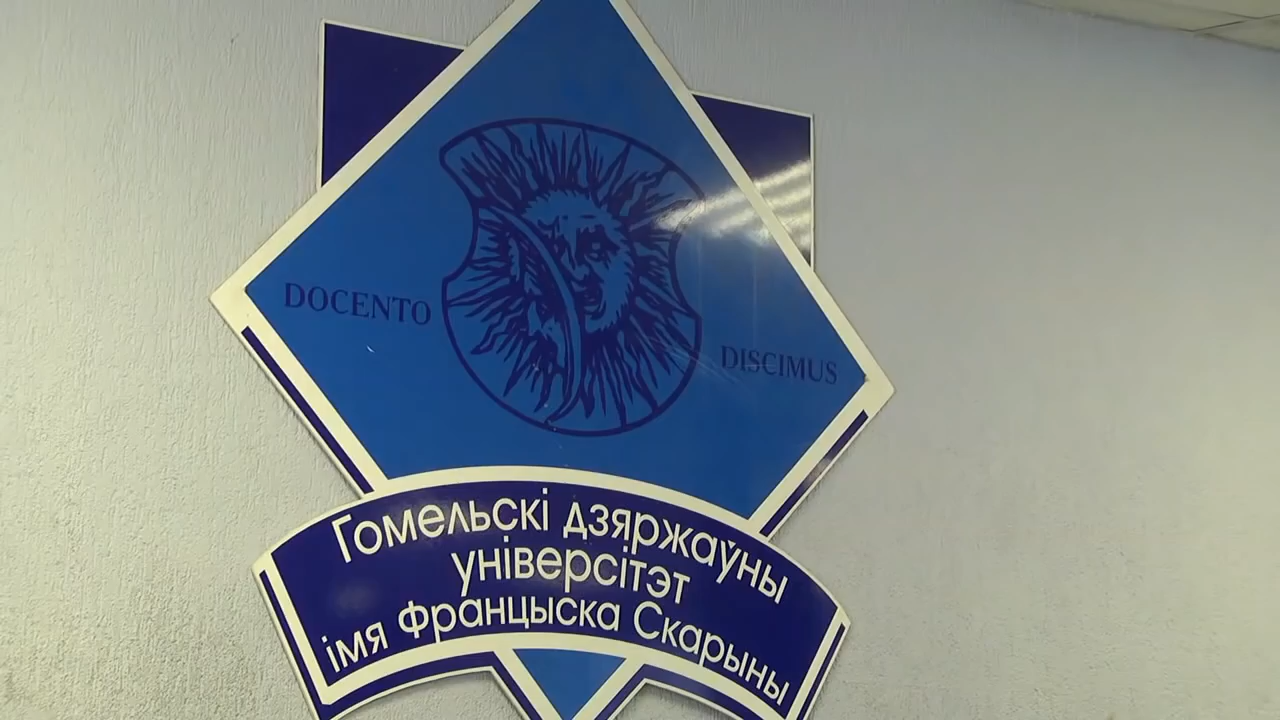 DOCENTO
DISCIMUS
Гомельскі дзяржаўны
універсітэт
імя Францыска Скарыны